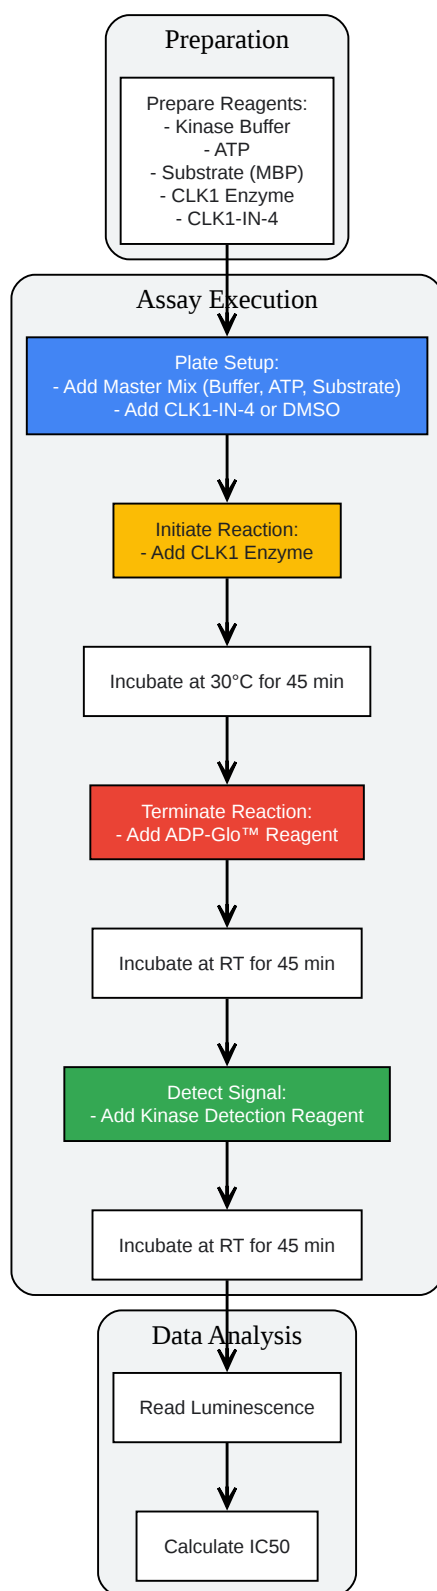 Preparation
Prepare Reagents:
- Kinase Buffer
- ATP
- Substrate (MBP)
- CLK1 Enzyme
- CLK1-IN-4
Assay Execution
Plate Setup:
- Add Master Mix (Buffer, ATP, Substrate)
- Add CLK1-IN-4 or DMSO
Initiate Reaction:
- Add CLK1 Enzyme
Incubate at 30°C for 45 min
Terminate Reaction:
- Add ADP-Glo™ Reagent
Incubate at RT for 45 min
Detect Signal:
- Add Kinase Detection Reagent
Incubate at RT for 45 min
Data Analysis
Read Luminescence
Calculate IC50